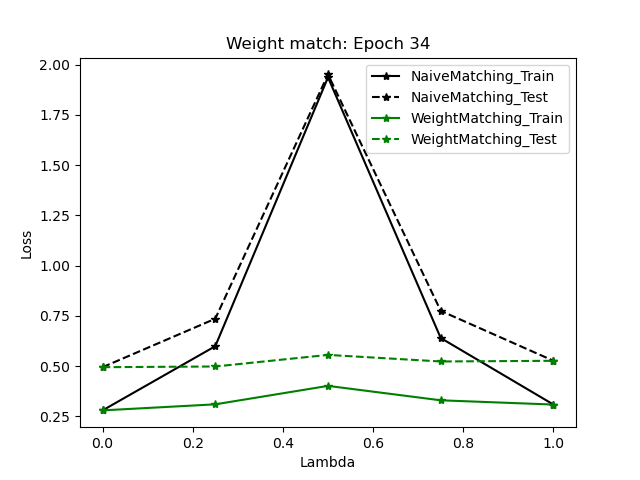 Weight match: Epoch 34
NaiveMatching_Train
NaiveMatching_Test
WeightMatching_Train
WeightMatching_Test
Loss
2.00
1.75
1.50
1.25
1.00
0.75
0.50
0.25
0.0 0.2 0.4 0.6 0.8 1.0
Lambda